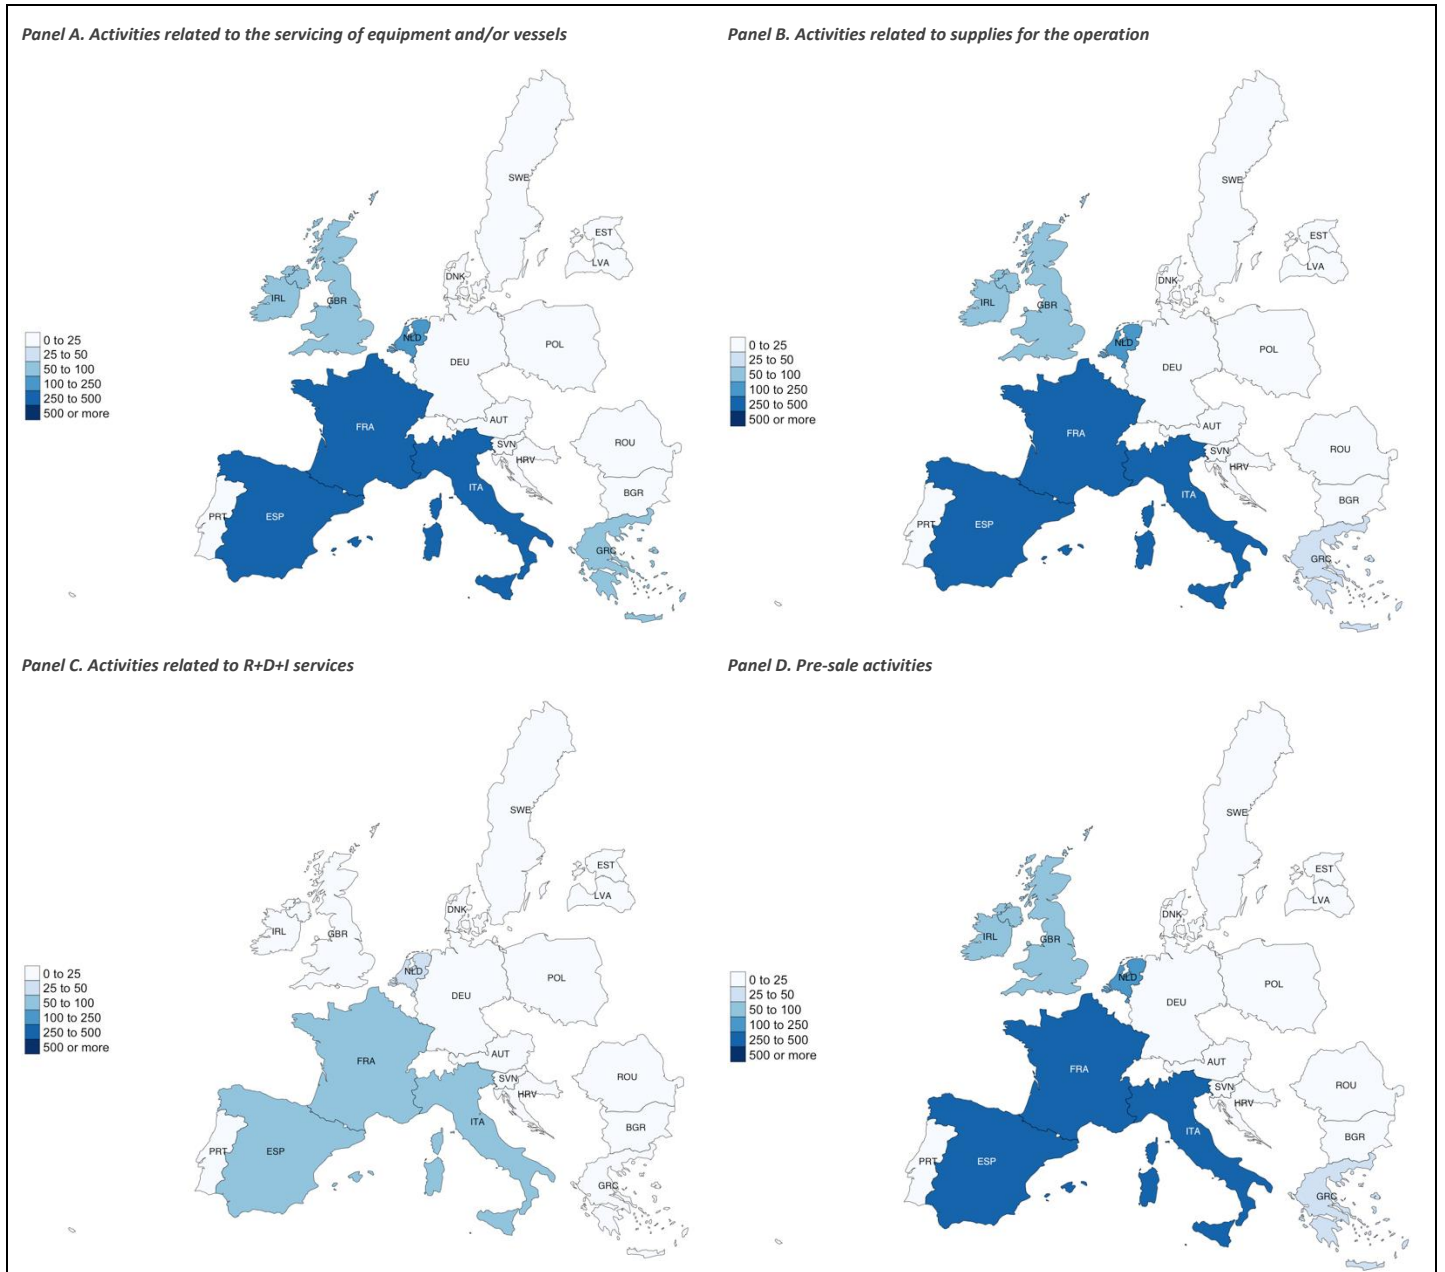 Panel A. Activities related to the servicing of equipment and/or vessels
SWE
EST
LVA
DNK
IRL
GBR
NLD
POL
DEU
0 to 25
25 to 50
50 to 100
100 to 250
250 to 500
500 or more
AUT
FRA
SVN
ROU
HRV
ITA
BGR
PRT
ESP
GRC
Panel B. Activities related to supplies for the operation
SWE
EST
LVA
DNK
IRL
GBR
NLD
POL
DEU
0 to 25
25 to 50
50 to 100
100 to 250
250 to 500
500 or more
AUT
FRA
SVN
ROU
HRV
ITA
BGR
PRT
ESP
GRC
Panel C. Activities related to R+D+I services
SWE
EST
LVA
DNK
IRL
GBR
NLD
POL
DEU
0 to 25
25 to 50
50 to 100
100 to 250
250 to 500
500 or more
AUT
FRA
SVN
ROU
HRV
ITA
BGR
PRT
ESP
GRC
Panel D. Pre-sale activities
SWE
EST
LVA
DNK
IRL
GBR
NLD
POL
DEU
0 to 25
25 to 50
50 to 100
100 to 250
250 to 500
500 or more
AUT
FRA
SVN
ROU
HRV
ITA
BGR
PRT
ESP
GRC